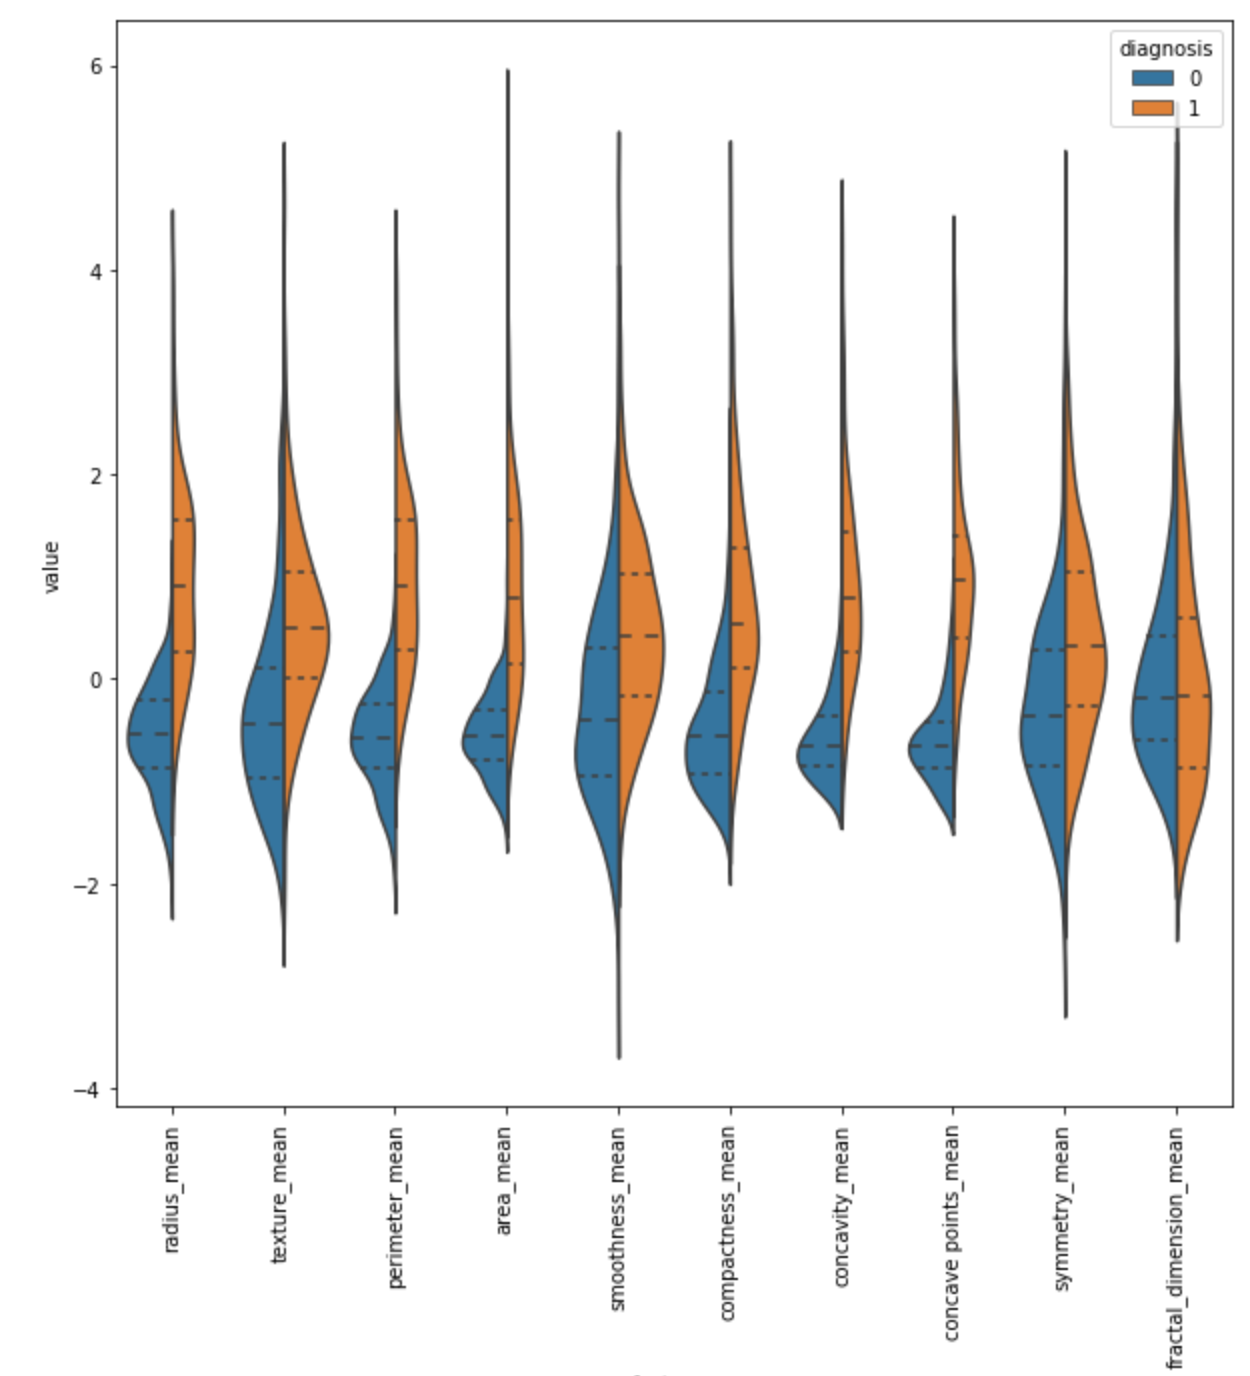 diagnosis
0
1
6
4
2
0
−2
−4
value
radius_mean
texture_mean
perimeter_mean
area_mean
smoothness_mean
compactness_mean
concavity_mean
concave points_mean
symmetry_mean
fractal_dimension_mean